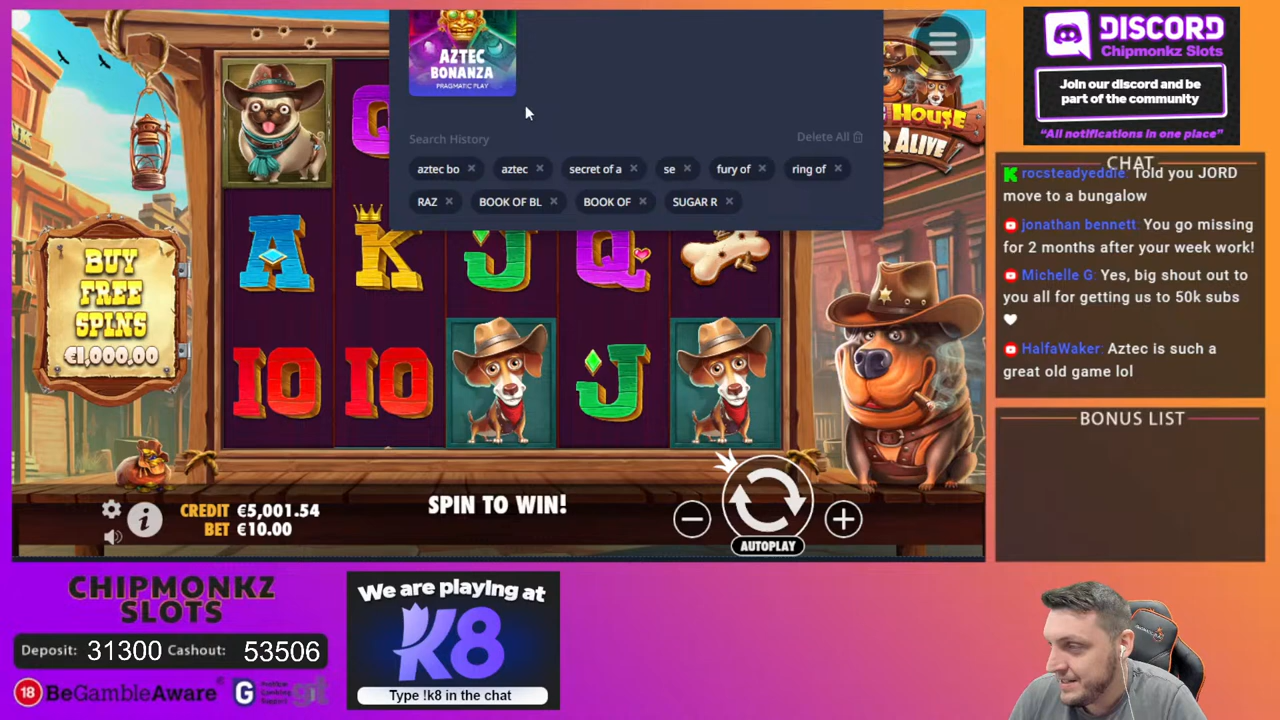 AZTEC
BONANZA
PRAGMATIC PLAY
Search History
Delete All
aztec bo × aztec × secret of a × se × fury of × ring of ×
RAZ × BOOK OF BL × BOOK OF × SUGAR R ×
HOUSE
R ALIVE
Q
A K J Q
10 10 J
BUY
FREE
SPINS
€1,000.00
CREDIT €5,001.54
BET €10.00
SPIN TO WIN!
AUTOPLAY
DISCORD
Chipmonkz Slots
Join our discord and be
part of the community
"All notifications in one place"
CHAT
rocsteadyeddie: Told you JORD
move to a bungalow
jonathan bennett: You go missing
for 2 months after your week work!
Michelle G: Yes, big shout out to
you all for getting us to 50k subs
HalfaWaker: Aztec is such a
great old game lol
BONUS LIST
CHIPMONKZ
SLOTS
Deposit: 31300 Cashout: 53506
18 BeGambleAware
We are playing at
K8
Type !k8 in the chat